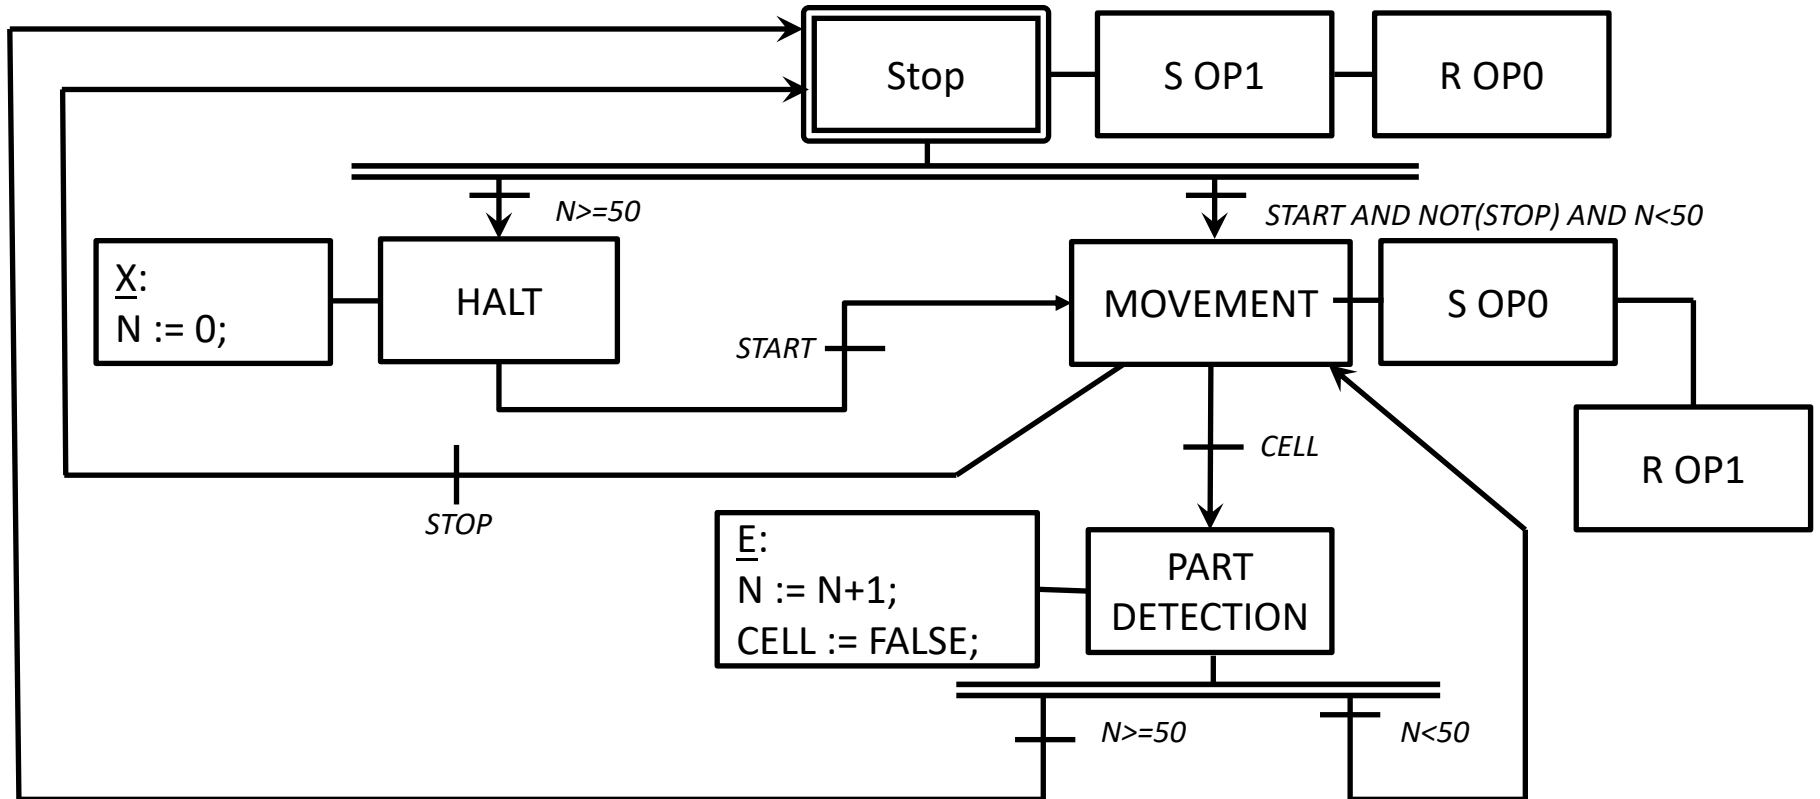 Stop
S OP1
R OP0
N>=50
START AND NOT(STOP) AND N<50
X:
N := 0;
HALT
MOVEMENT
S OP0
START
CELL
R OP1
STOP
E:
N := N+1;
CELL := FALSE;
PART
DETECTION
N>=50
N<50